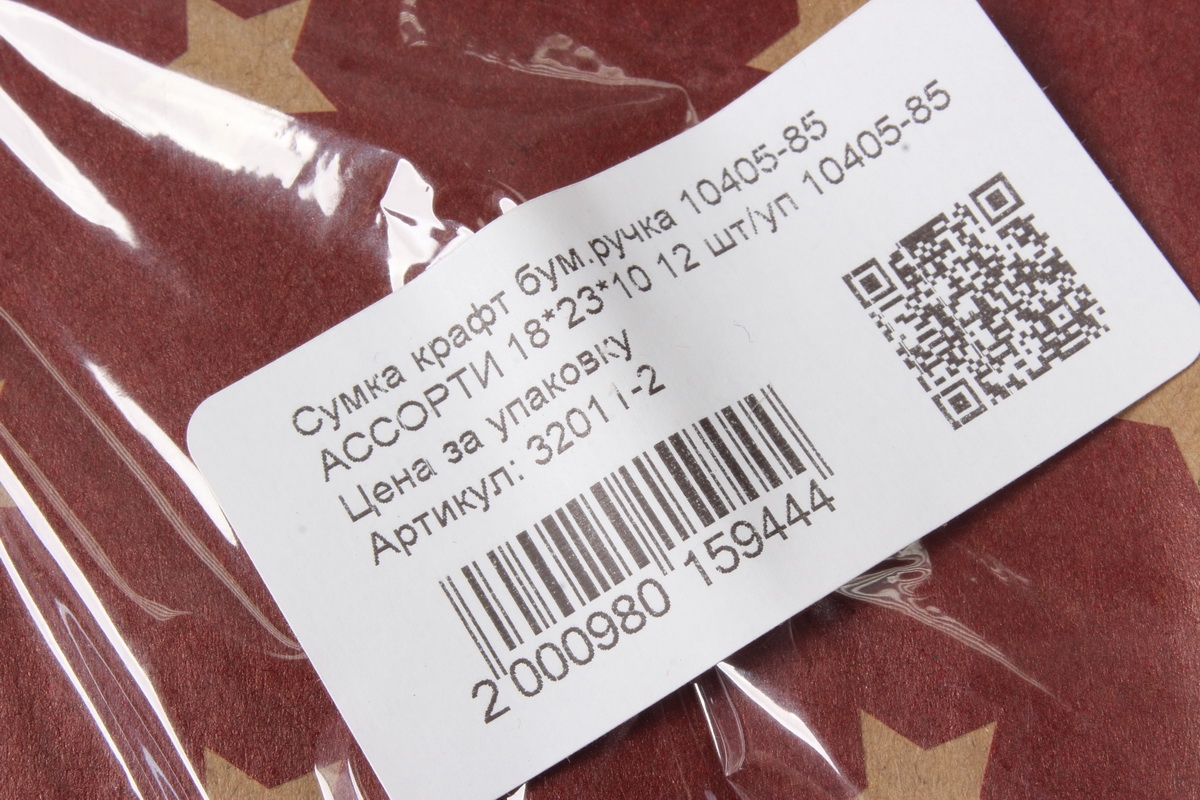 Сумка крафт бум.ручка 10405-85
АССОРТИ 18*23*10 12 шт/уп 10405-85
Цена за упаковку
Артикул: 32011-2
2 000980 159444